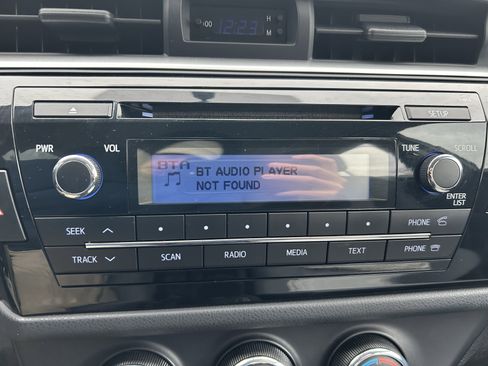 :00 12:23 H
M
SETUP
PWR VOL
TUNE SCROLL
BTA
BT AUDIO PLAYER
NOT FOUND
ENTER
LIST
SEEK
PHONE
TRACK SCAN RADIO MEDIA TEXT PHONE